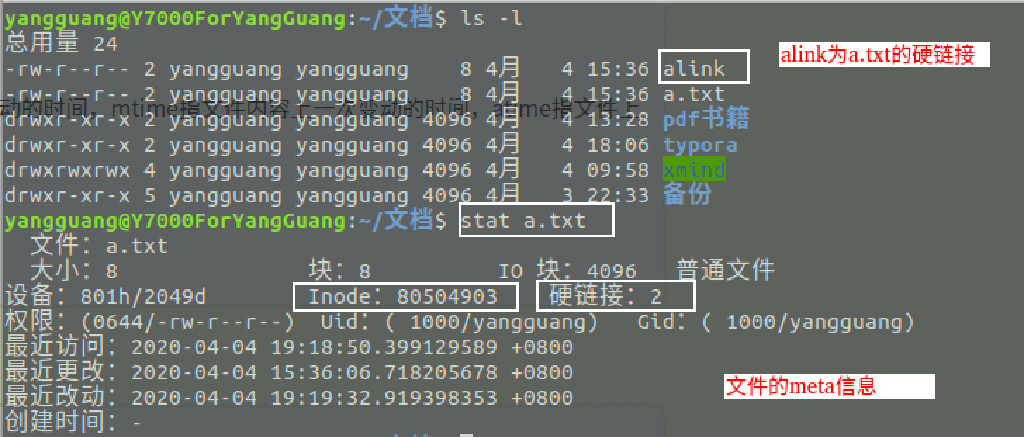 yangguang@Y7000ForYangGuang:~/文档$ ls -l
总用量 24
-rw-r--r-- 2 yangguang yangguang    8 4月   4 15:36 alink
alink为a.txt的硬链接
-rw-r--r-- 2 yangguang yangguang    8 4月   4 15:36 a.txt
动的时间，mtime指文件内容上一次变动的时间，atime指文件上
drwxr-xr-x 2 yangguang yangguang 4096 4月   4 13:28 pdf书籍
drwxr-xr-x 2 yangguang yangguang 4096 4月   4 18:06 typora
drwxrwxrwx 4 yangguang yangguang 4096 4月   4 09:58 xmind
drwxr-xr-x 5 yangguang yangguang 4096 4月   3 22:33 备份
yangguang@Y7000ForYangGuang:~/文档$ stat a.txt
文件：a.txt
大小：8 块：8 IO 块：4096 普通文件
设备：801h/2049d Inode：80504903 硬链接：2
权限：(0644/-rw-r--r--) Uid：( 1000/yangguang) Gid：( 1000/yangguang)
最近访问：2020-04-04 19:18:50.399129589 +0800
最近更改：2020-04-04 15:36:06.718205678 +0800
最近改动：2020-04-04 19:19:32.919398353 +0800
文件的meta信息
创建时间：-